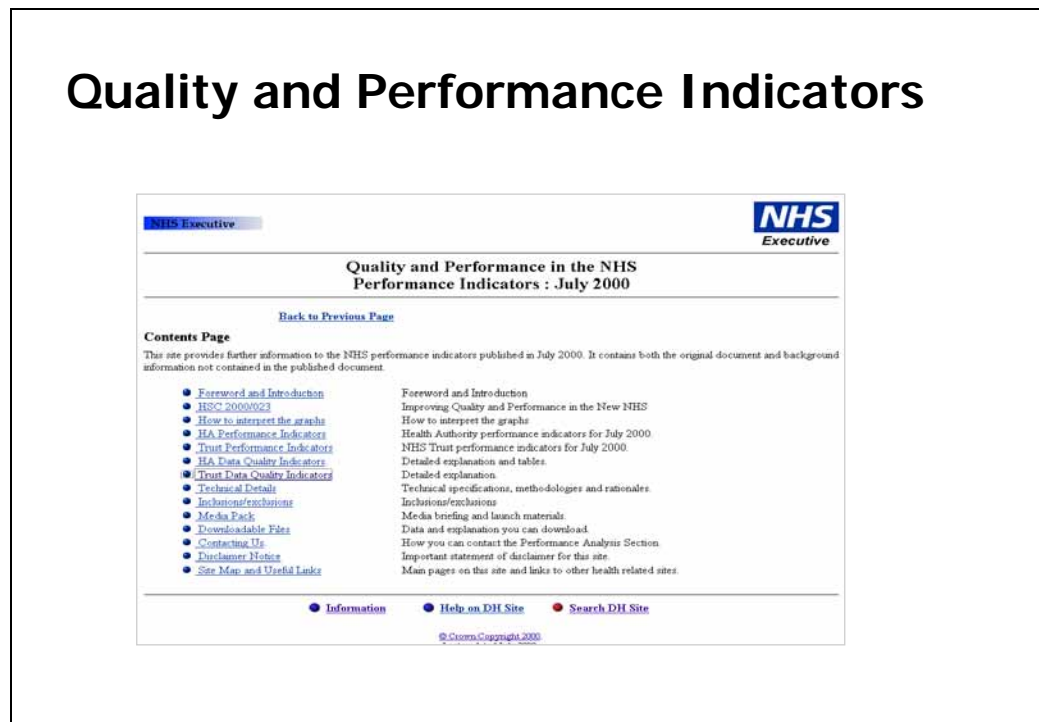 Quality and Performance Indicators
NHS Executive
NHS
Executive
Quality and Performance in the NHS
Performance Indicators : July 2000
Back to Previous Page
Contents Page
This site provides further information to the NHS performance indicators published in July 2000. It contains both the original document and background
information not contained in the published document.
Foreword and Introduction Foreword and Introduction
HSC 2000/023 Improving Quality and Performance in the New NHS
How to interpret the graphs How to interpret the graphs
HA Performance Indicators Health Authority performance indicators for July 2000.
Trust Performance Indicators NHS Trust performance indicators for July 2000.
HA Data Quality Indicators Detailed explanation and tables.
Trust Data Quality Indicators Detailed explanation.
Technical Details Technical specifications, methodologies and rationales.
Inclusions/exclusions Inclusions/exclusions
Media Pack Media briefing and launch materials.
Downloadable Files Data and explanation you can download.
Contacting Us How you can contact the Performance Analysis Section.
Disclaimer Notice Important statement of disclaimer for this site.
Site Map and Useful Links Main pages on this site and links to other health related sites.
Information Help on DH Site Search DH Site
© Crown Copyright 2000.